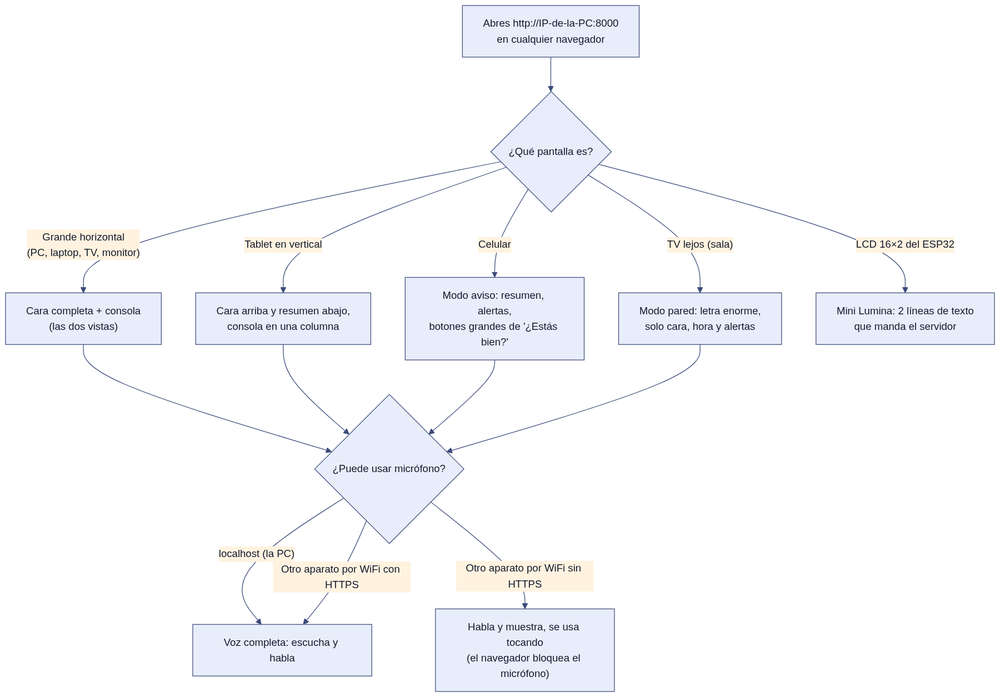 Abres http://IP-de-la-PC:8000
en cualquier navegador
¿Qué pantalla es?
Grande horizontal
(PC, laptop, TV, monitor)
Tablet en vertical
Celular
TV lejos (sala)
LCD 16×2 del ESP32
Cara completa + consola
(las dos vistas)
Cara arriba y resumen abajo,
consola en una columna
Modo aviso: resumen,
alertas,
botones grandes de '¿Estás
bien?'
Modo pared: letra enorme,
solo cara, hora y alertas
Mini Lumina: 2 líneas de texto
que manda el servidor
¿Puede usar micrófono?
localhost (la PC)
Otro aparato por WiFi con
HTTPS
Otro aparato por WiFi sin
HTTPS
Voz completa: escucha y
habla
Habla y muestra, se usa
tocando
(el navegador bloquea el
micrófono)